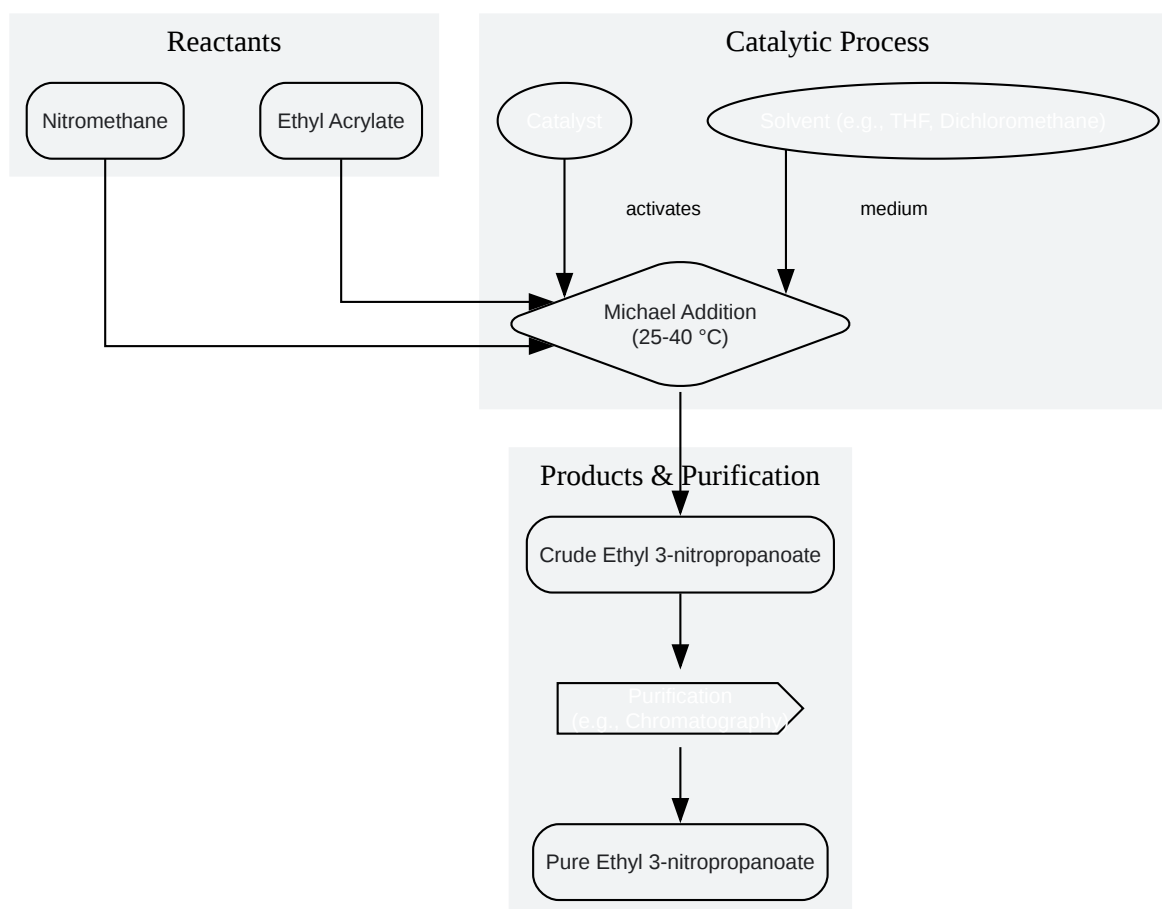 Reactants
Catalytic Process
Nitromethane
Ethyl Acrylate
Catalyst
Solvent (e.g., THF, Dichloromethane)
activates
medium
Michael Addition
(25-40 °C)
Products & Purification
Crude Ethyl 3-nitropropanoate
Purification
(e.g., Chromatography)
Pure Ethyl 3-nitropropanoate